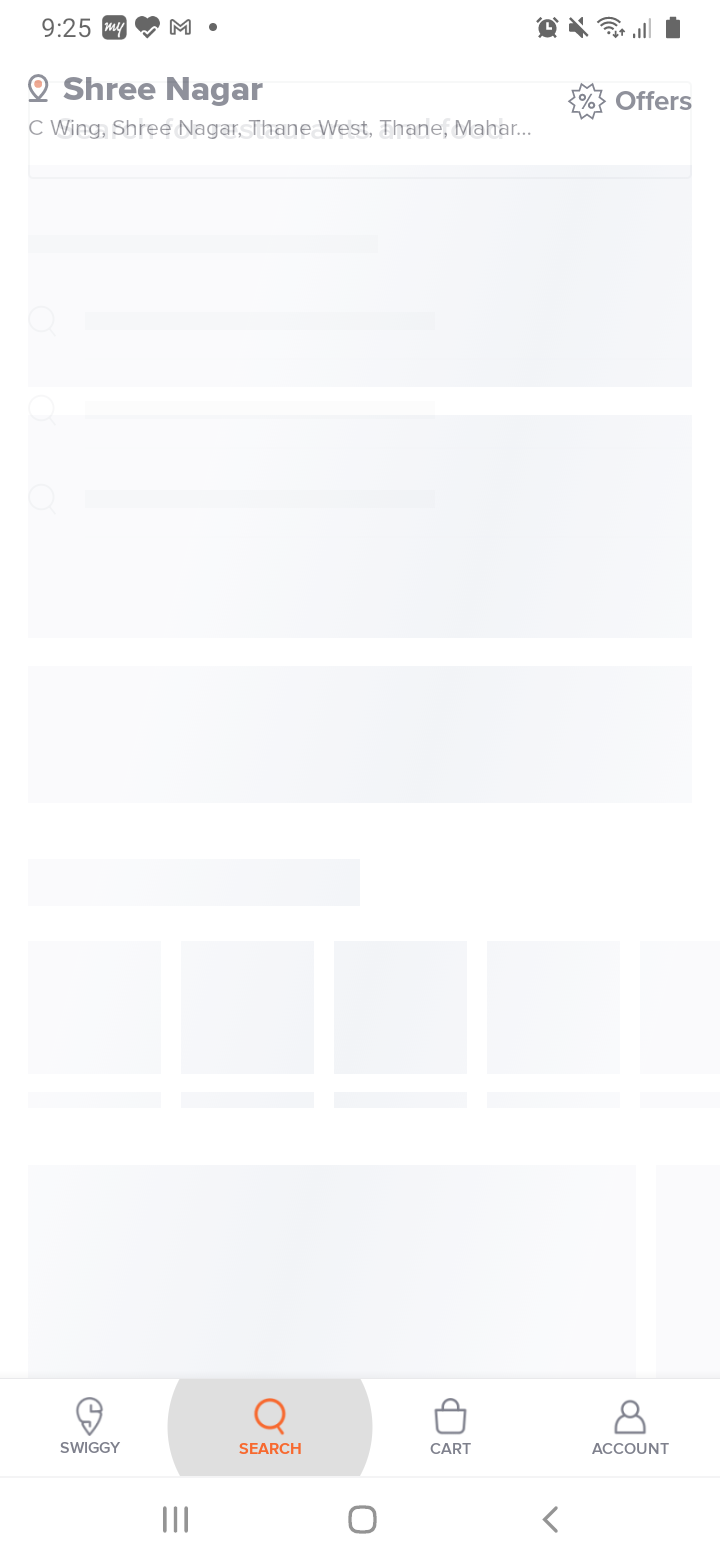 9:25 my
Shree Nagar
Offers
C Wing, Shree Nagar, Thane West, Thane, Mahar...
Search for restaurants and food
SWIGGY
SEARCH
CART
ACCOUNT